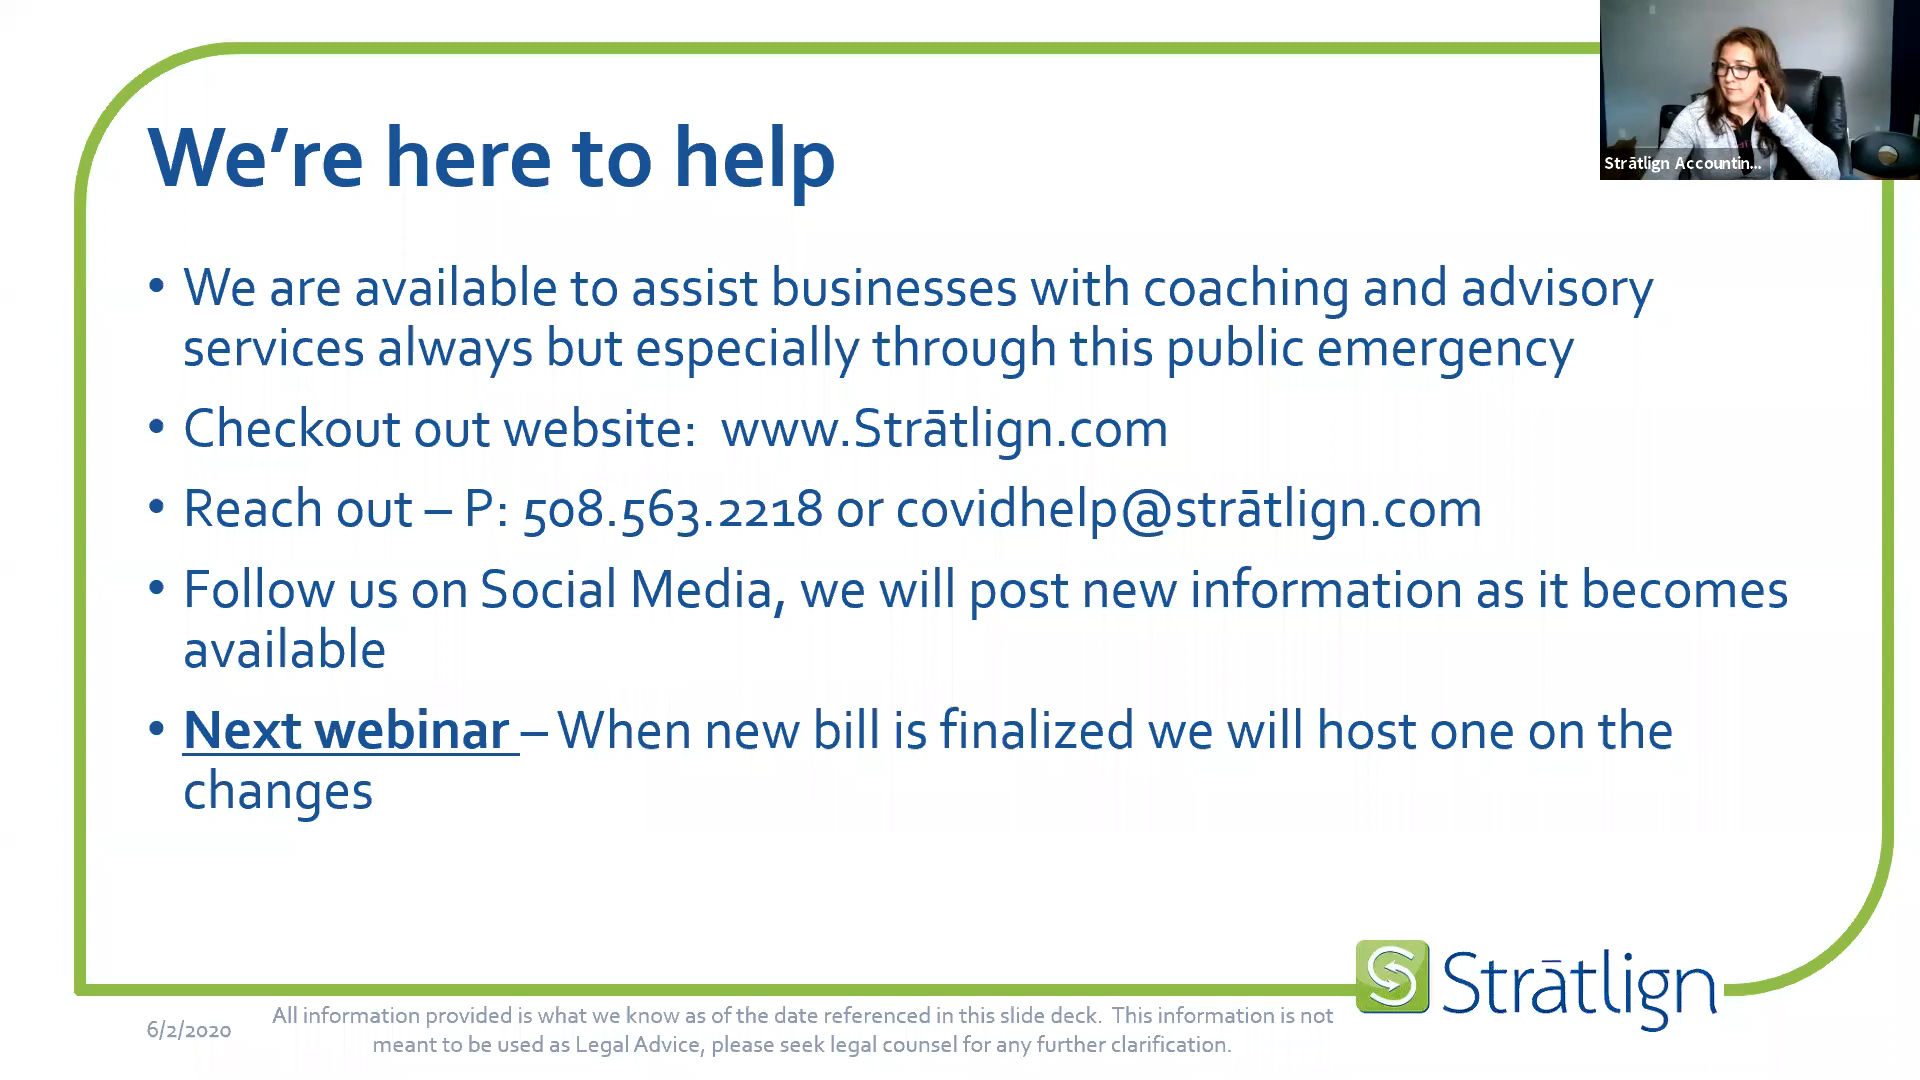 Strātlign Accountin...
We're here to help
• We are available to assist businesses with coaching and advisory
services always but especially through this public emergency
• Checkout out website:  www.Strātlign.com
• Reach out – P: 508.563.2218 or covidhelp@strātlign.com
• Follow us on Social Media, we will post new information as it becomes
available
• Next webinar – When new bill is finalized we will host one on the
changes
S Strātlign
6/2/2020
All information provided is what we know as of the date referenced in this slide deck.  This information is not
meant to be used as Legal Advice, please seek legal counsel for any further clarification.